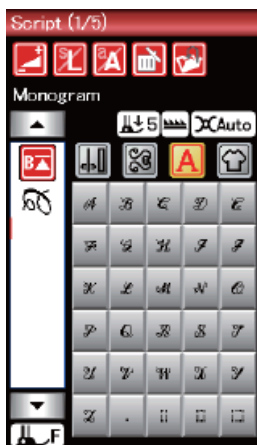 Script (1/5)
S L a A
Monogram
5 Auto
B A
A B C D E
F G H I J
K L M N O
P Q R S T
U V W X Y
Z .
F